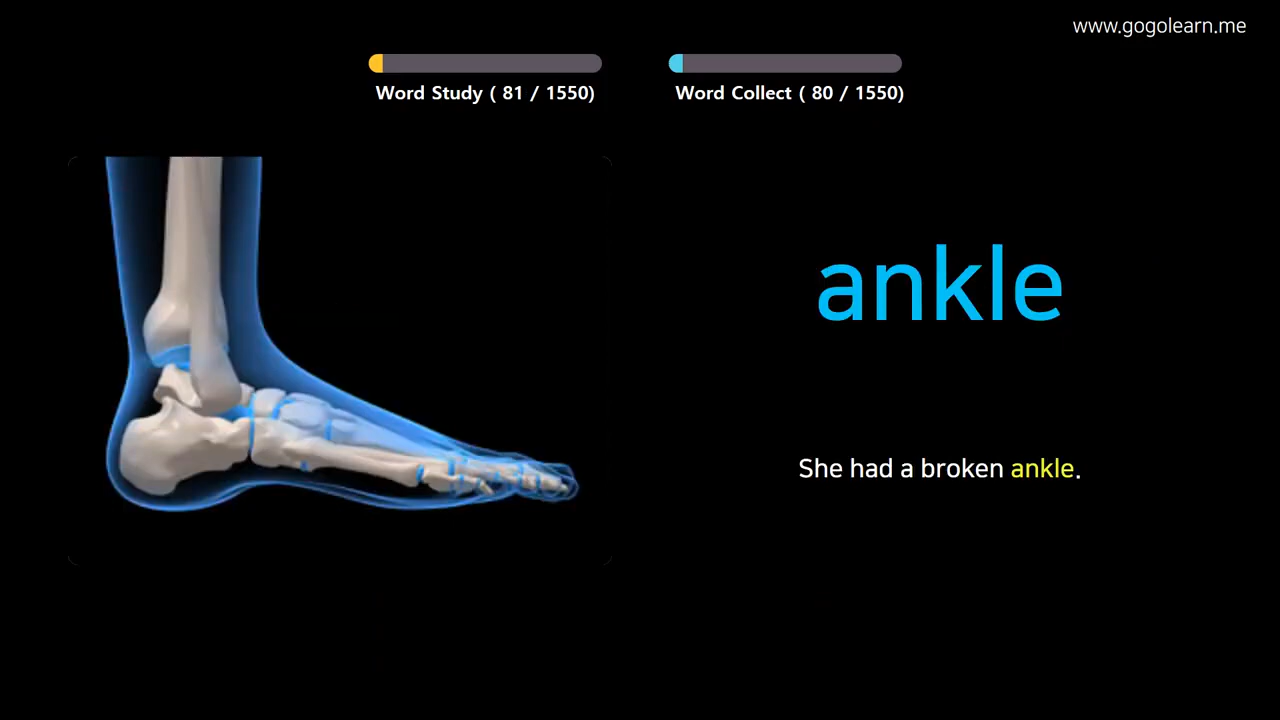 www.gogolearn.me
Word Study ( 81 / 1550)
Word Collect ( 80 / 1550)
ankle
She had a broken ankle.